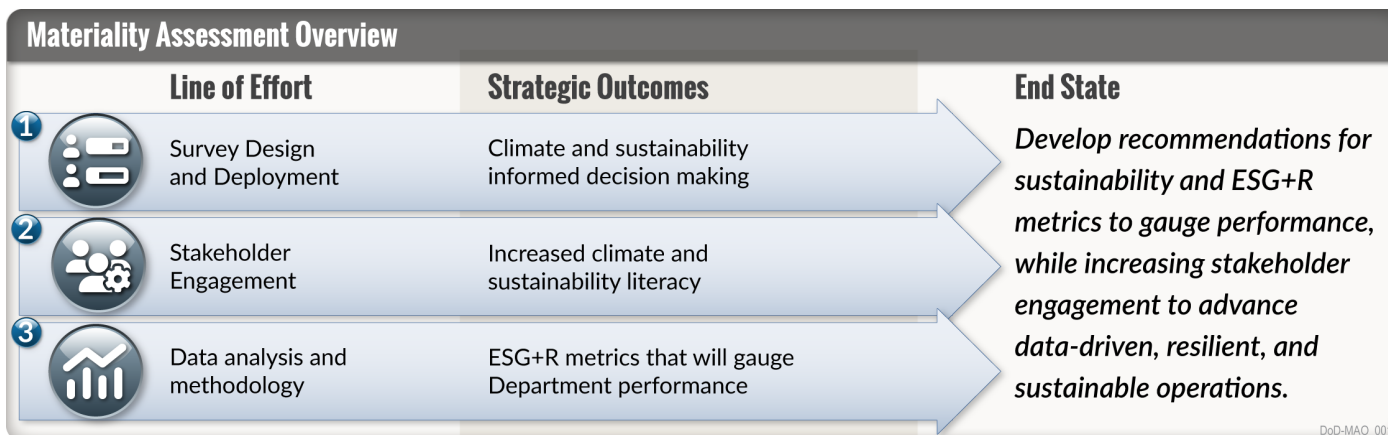 Materiality Assessment Overview
Line of Effort
Strategic Outcomes
End State
1
Survey Design
and Deployment
Climate and sustainability
informed decision making
2
Stakeholder
Engagement
Increased climate and
sustainability literacy
3
Data analysis and
methodology
ESG+R metrics that will gauge
Department performance
Develop recommendations for
sustainability and ESG+R
metrics to gauge performance,
while increasing stakeholder
engagement to advance
data-driven, resilient, and
sustainable operations.